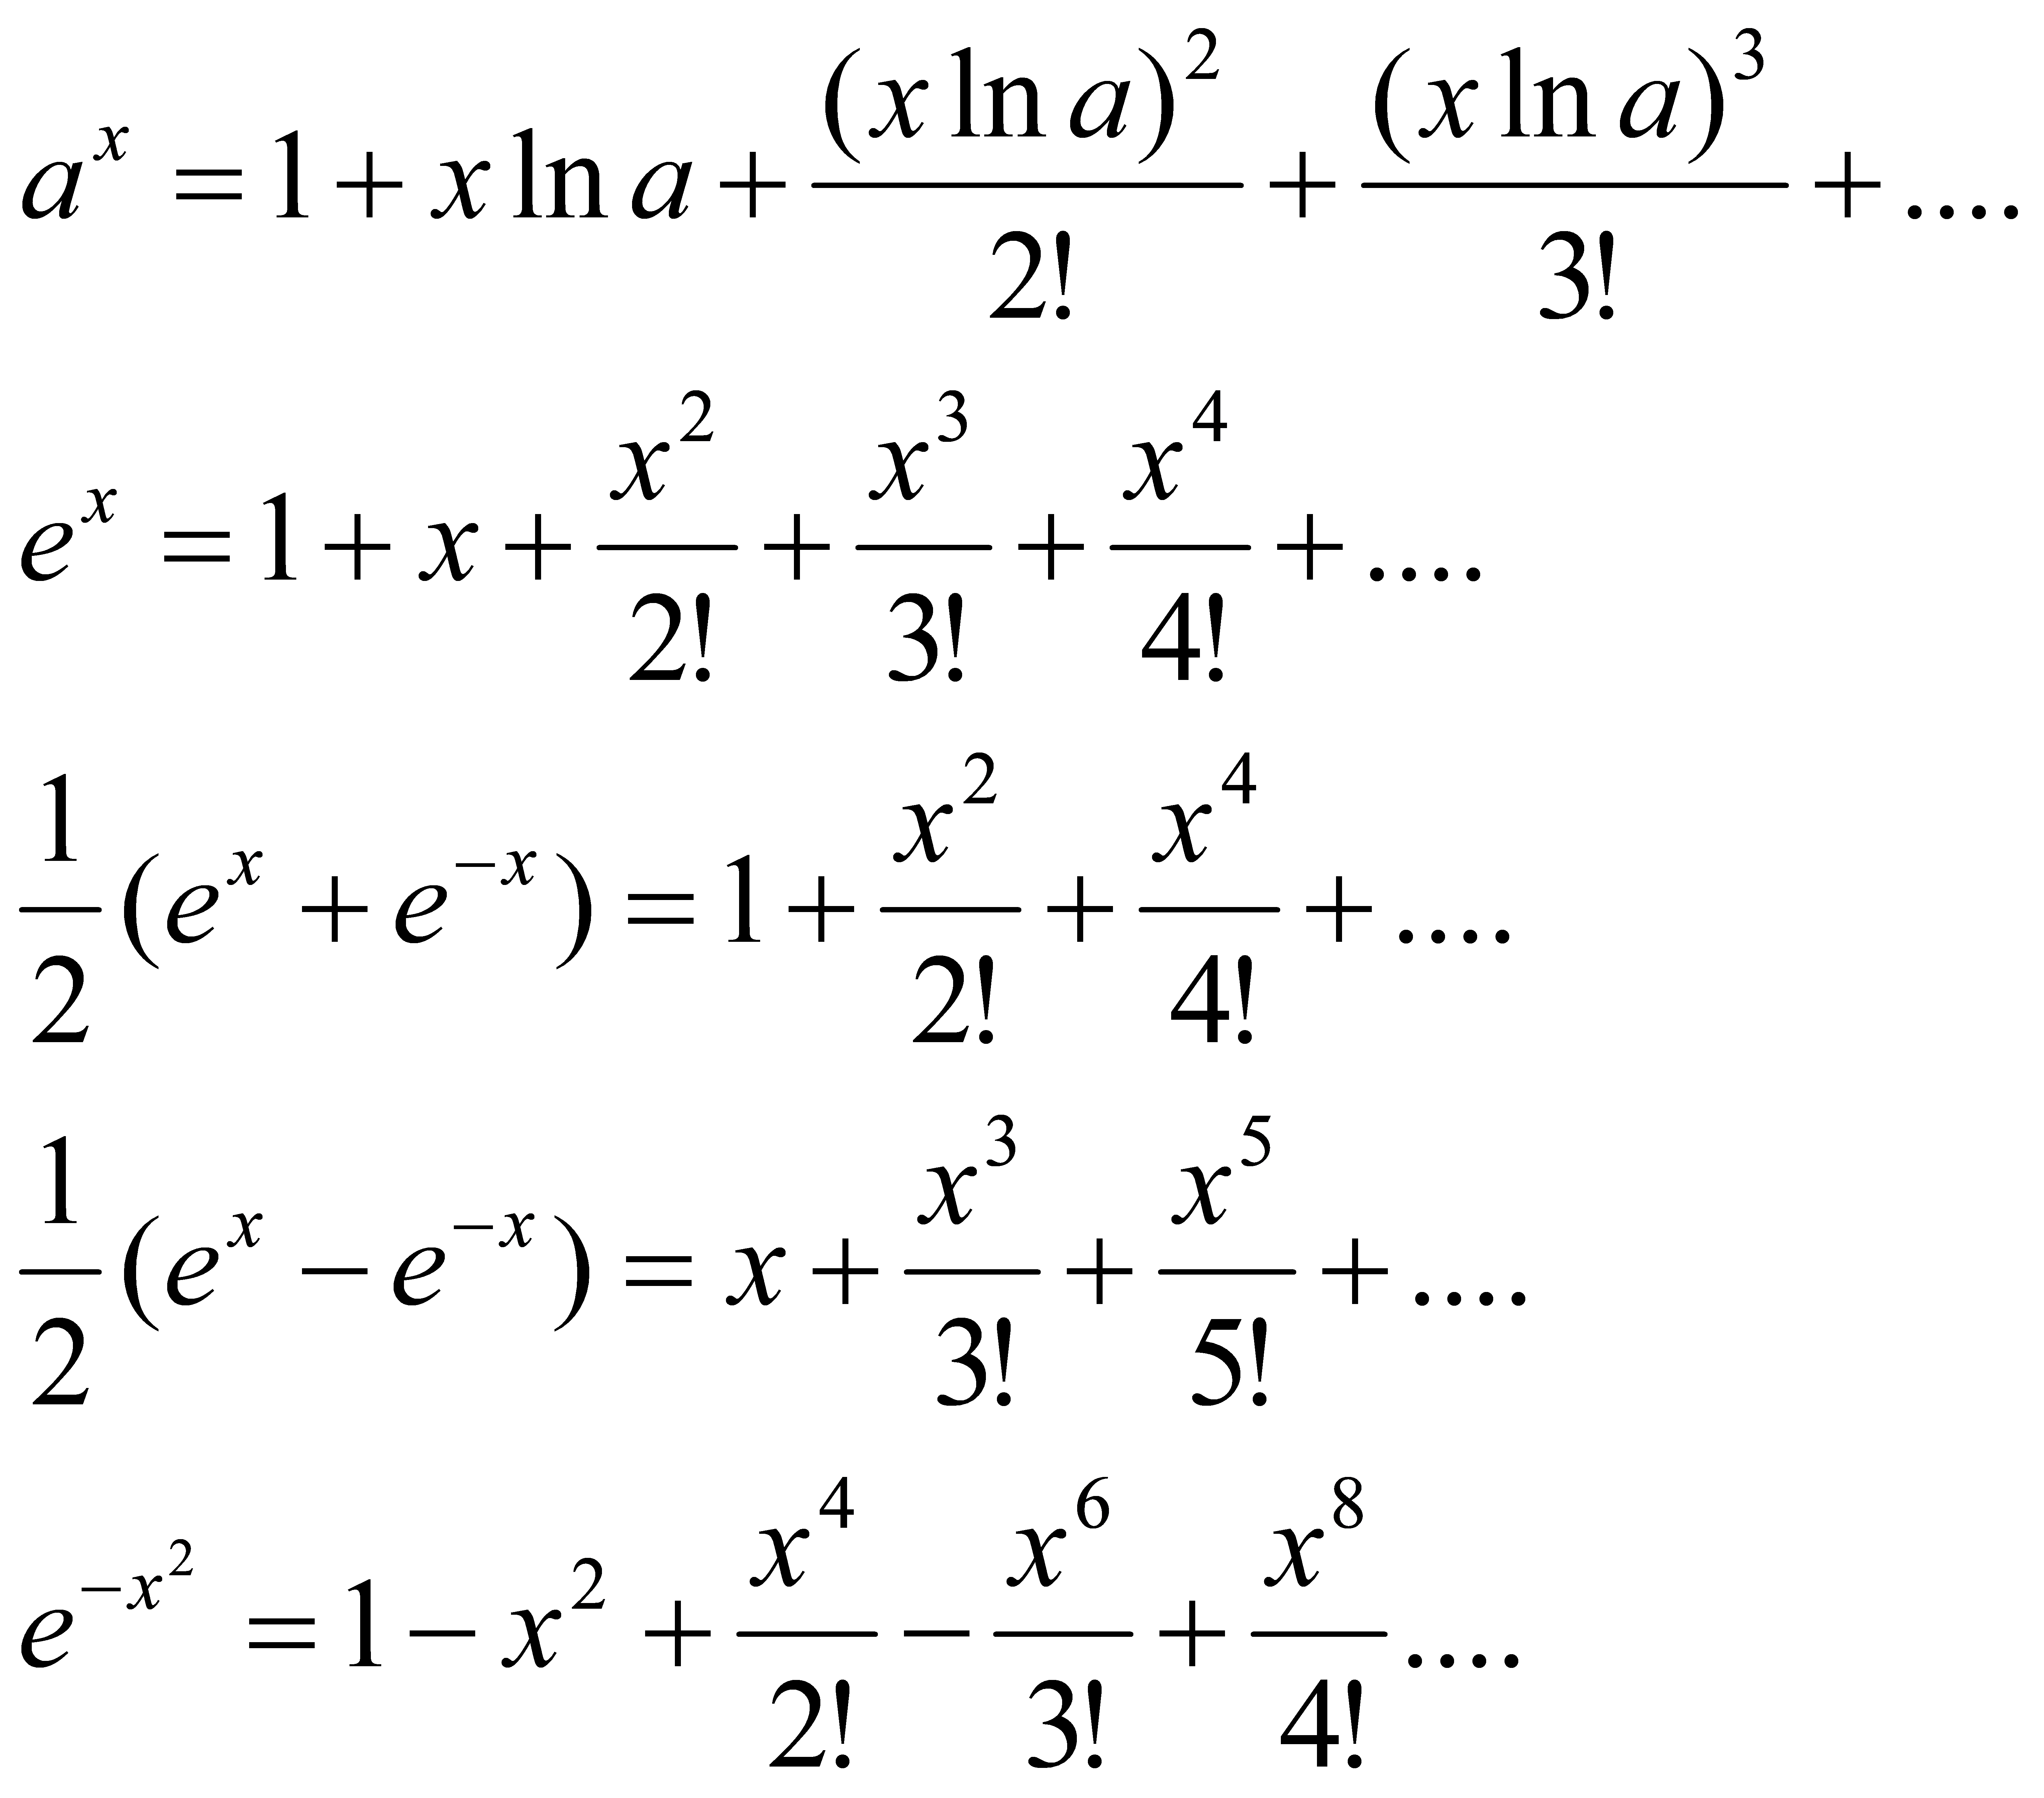 a^x = 1 + x ln a + (x ln a)^2/2! + (x ln a)^3/3! + ....
e^x = 1 + x + x^2/2! + x^3/3! + x^4/4! + ....
1/2 (e^x + e^{-x}) = 1 + x^2/2! + x^4/4! + ....
1/2 (e^x − e^{-x}) = x + x^3/3! + x^5/5! + ....
e^{-x^2} = 1 − x^2 + x^4/2! − x^6/3! + x^8/4! ....